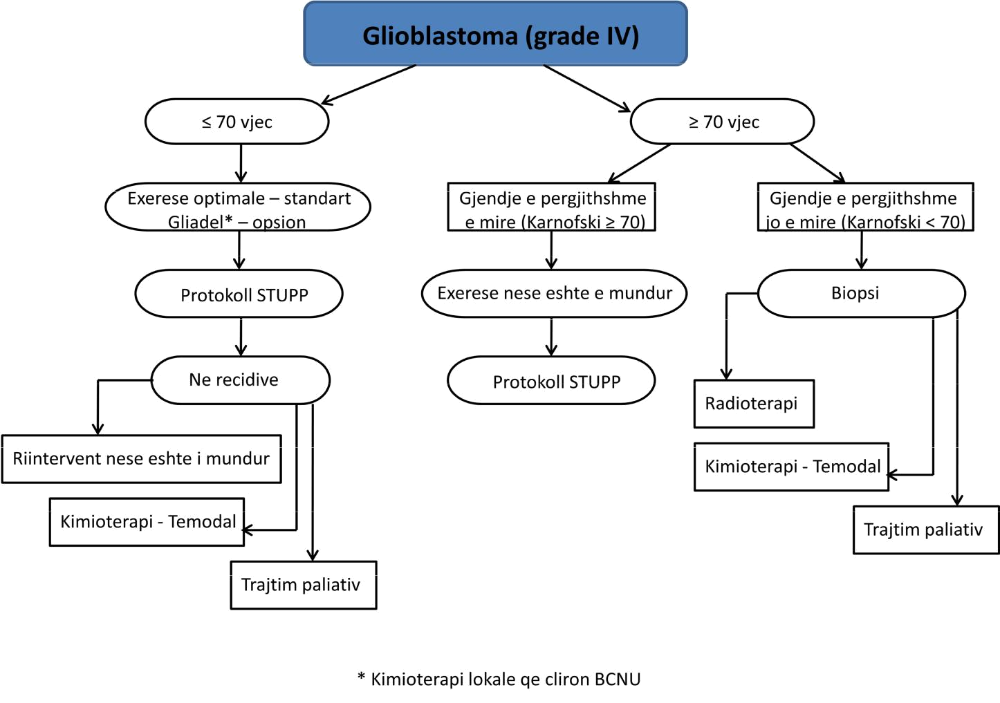 Glioblastoma (grade IV)
≤ 70 vjec
≥ 70 vjec
Exerese optimale – standart
Gliadel* – opsion
Gjendje e pergjithshme
e mire (Karnofski ≥ 70)
Gjendje e pergjithshme
jo e mire (Karnofski < 70)
Protokoll STUPP
Exerese nese eshte e mundur
Biopsi
Ne recidive
Protokoll STUPP
Radioterapi
Riintervent nese eshte i mundur
Kimioterapi - Temodal
Kimioterapi - Temodal
Trajtim paliativ
Trajtim paliativ
* Kimioterapi lokale qe cliron BCNU